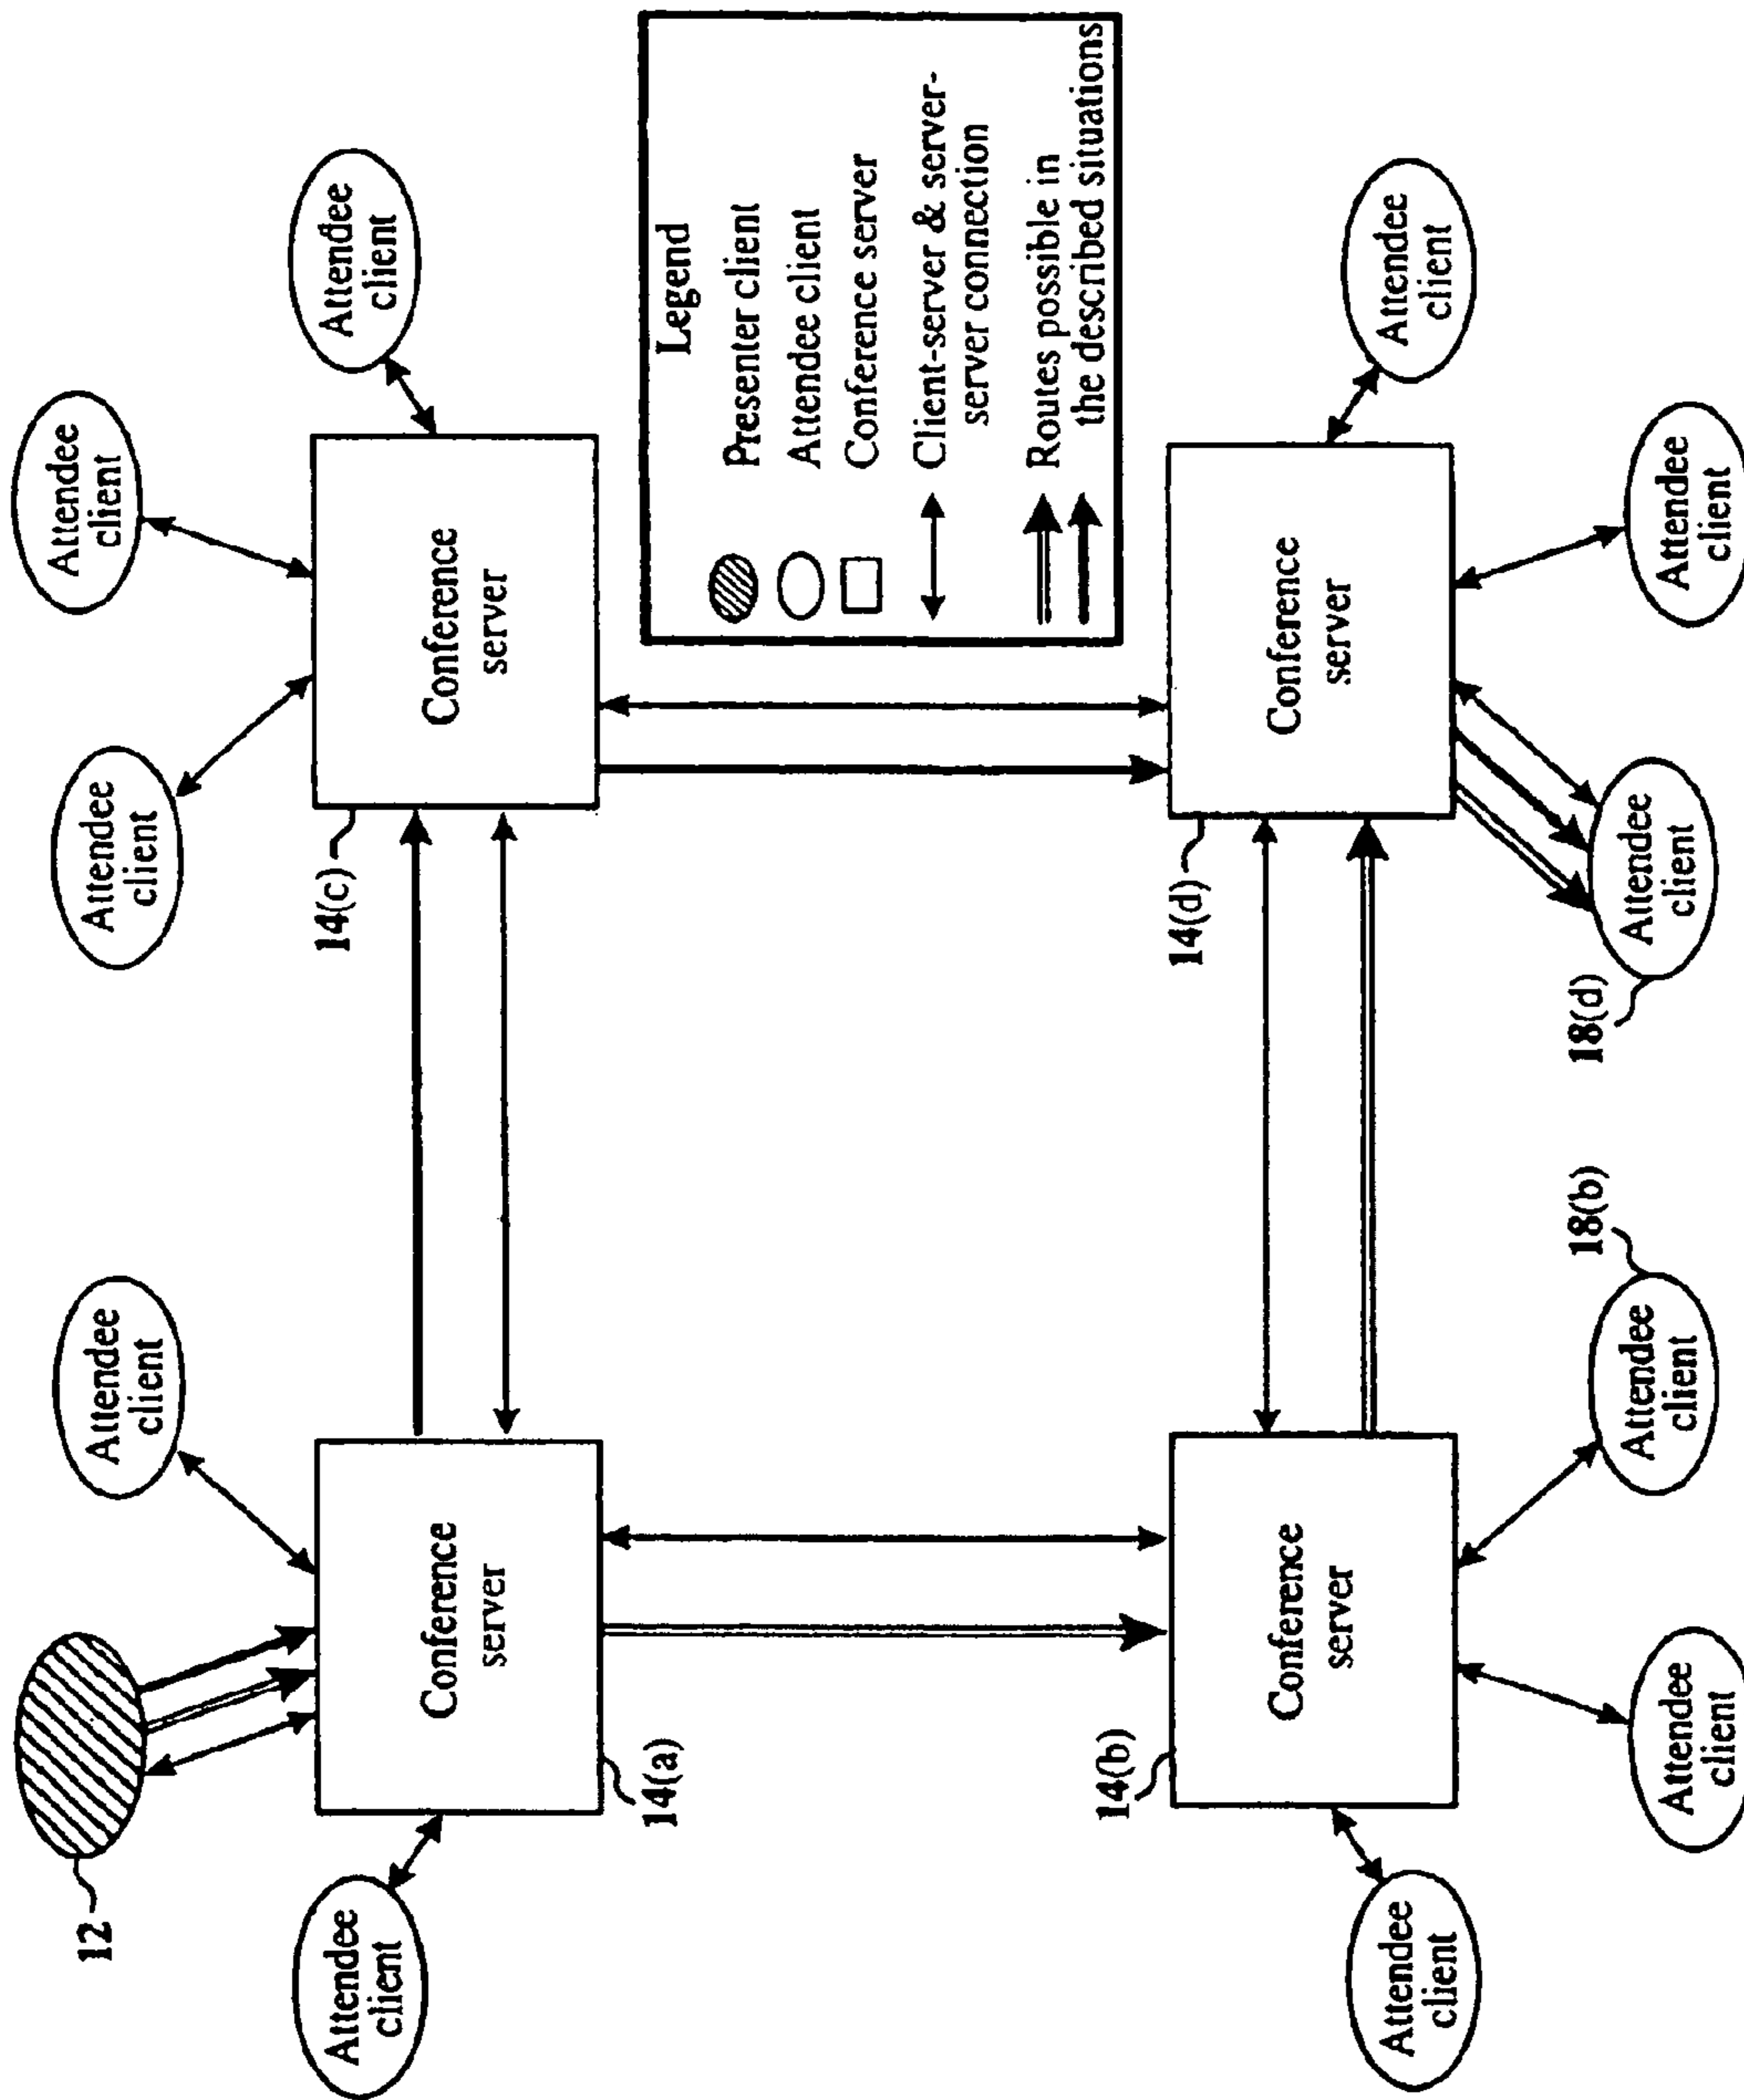 12
Attendee
client
Attendee
client
Attendee
client
Attendee
client
Attendee
client
14(c)
Conference
server
Conference
server
14(a)
Legend
Presenter client
Attendee client
Conference server
Client-server & server-
server connection
Routes possible in
the described situations
14(b)
14(d)
Conference
server
Conference
server
Attendee
client
Attendee
client
18(b)
18(d)
Attendee
client
Attendee
client
Attendee
client
Attendee
client